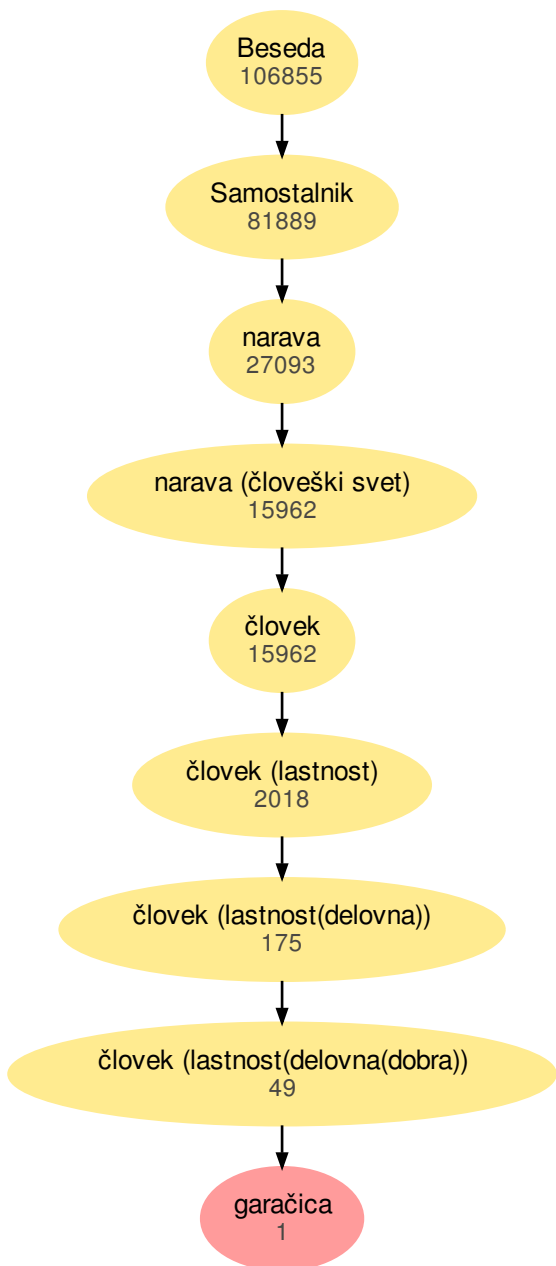 Beseda
106855
Samostalnik
81889
narava
27093
narava (človeški svet)
15962
človek
15962
človek (lastnost)
2018
človek (lastnost(delovna))
175
človek (lastnost(delovna(dobra))
49
garačica
1